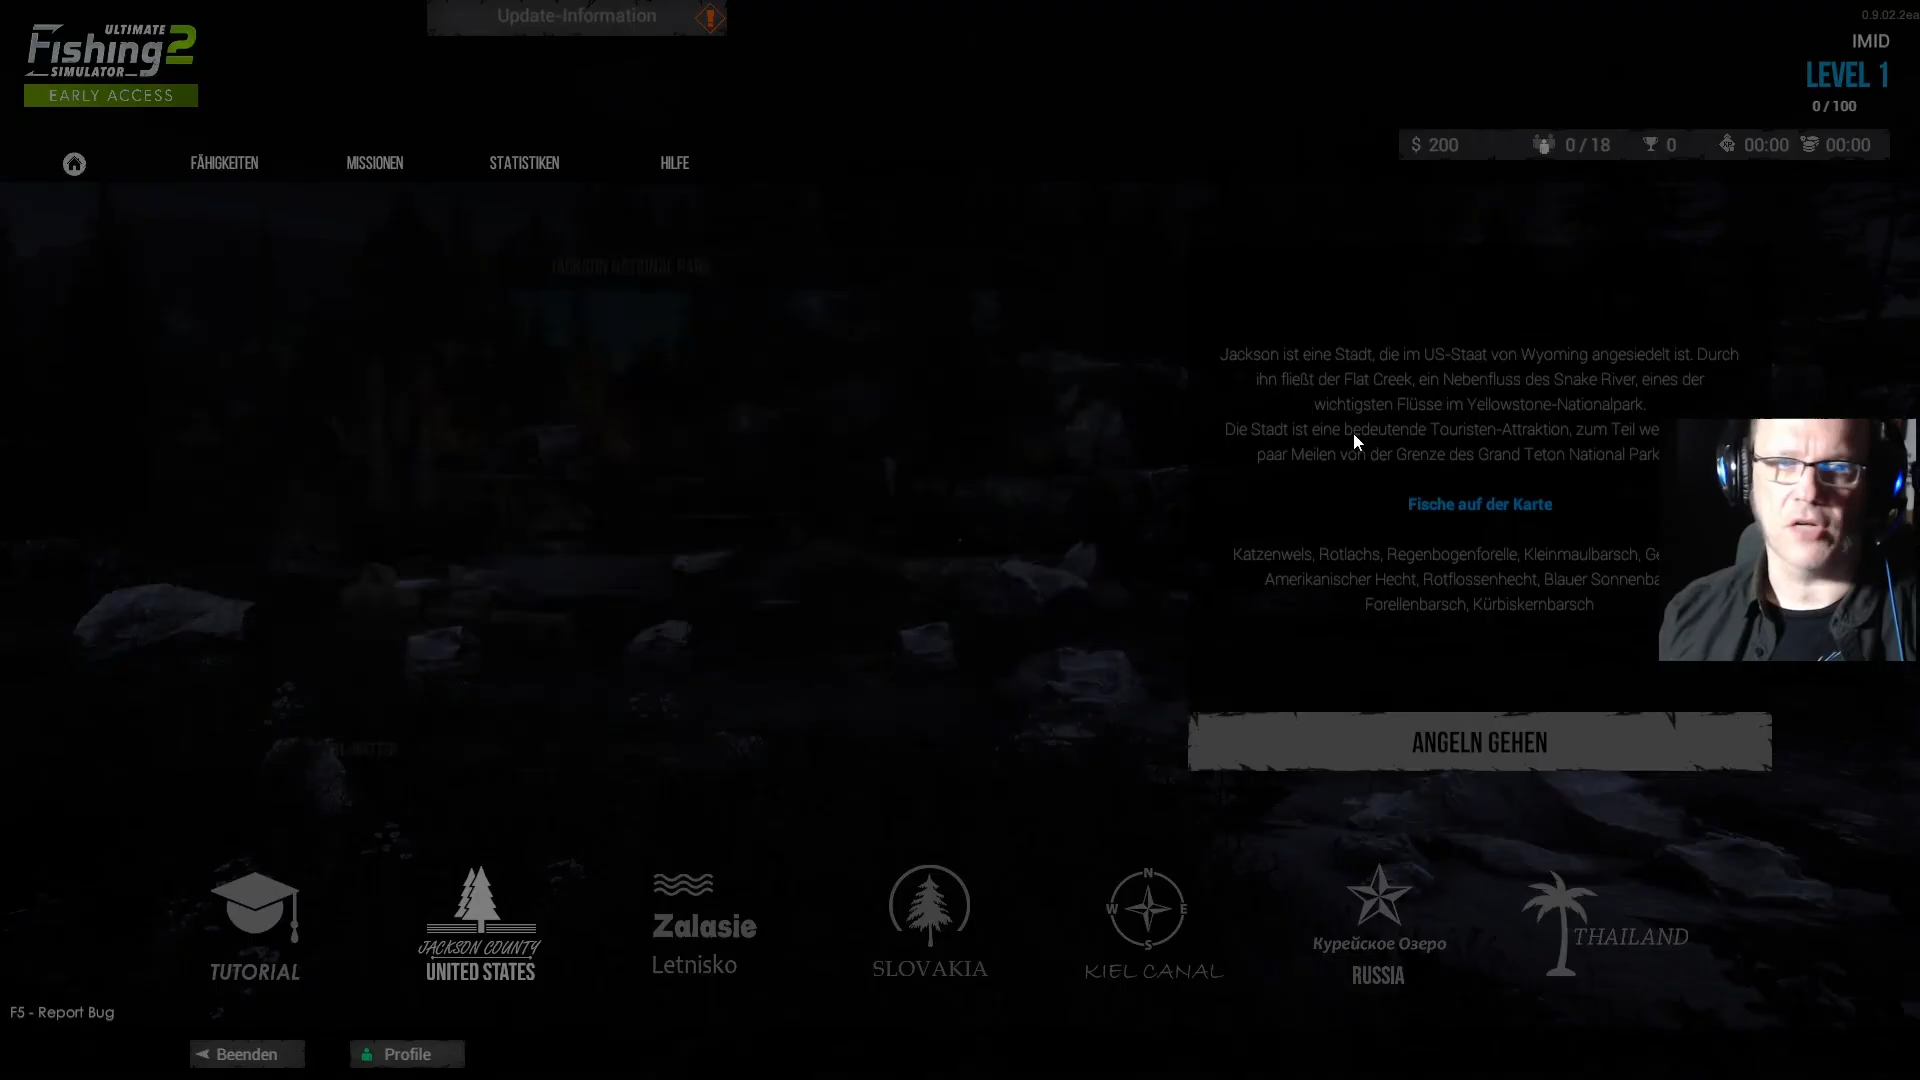 Update-Information
0.9.02.2ea
ULTIMATE
Fishing 2
SIMULATOR
EARLY ACCESS
IMID
LEVEL 1
0 / 100
$ 200
0 / 18
0
XP
00:00
00:00
FÄHIGKEITEN
MISSIONEN
STATISTIKEN
HILFE
JACKSON NATIONAL PARK
Jackson ist eine Stadt, die im US-Staat von Wyoming angesiedelt ist. Durch
ihn fließt der Flat Creek, ein Nebenfluss des Snake River, eines der
wichtigsten Flüsse im Yellowstone-Nationalpark.
Die Stadt ist eine bedeutende Touristen-Attraktion, zum Teil we
paar Meilen von der Grenze des Grand Teton National Park
Fische auf der Karte
Katzenwels, Rotlachs, Regenbogenforelle, Kleinmaulbarsch, Ge
Amerikanischer Hecht, Rotflossenhecht, Blauer Sonnenba
Forellenbarsch, Kürbiskernbarsch
ANGELN GEHEN
TUTORIAL
JACKSON COUNTY
UNITED STATES
Zalasie
Letnisko
SLOVAKIA
N
W E
S
KIEL CANAL
Курейское Озеро
RUSSIA
THAILAND
F5 - Report Bug
Beenden
Profile